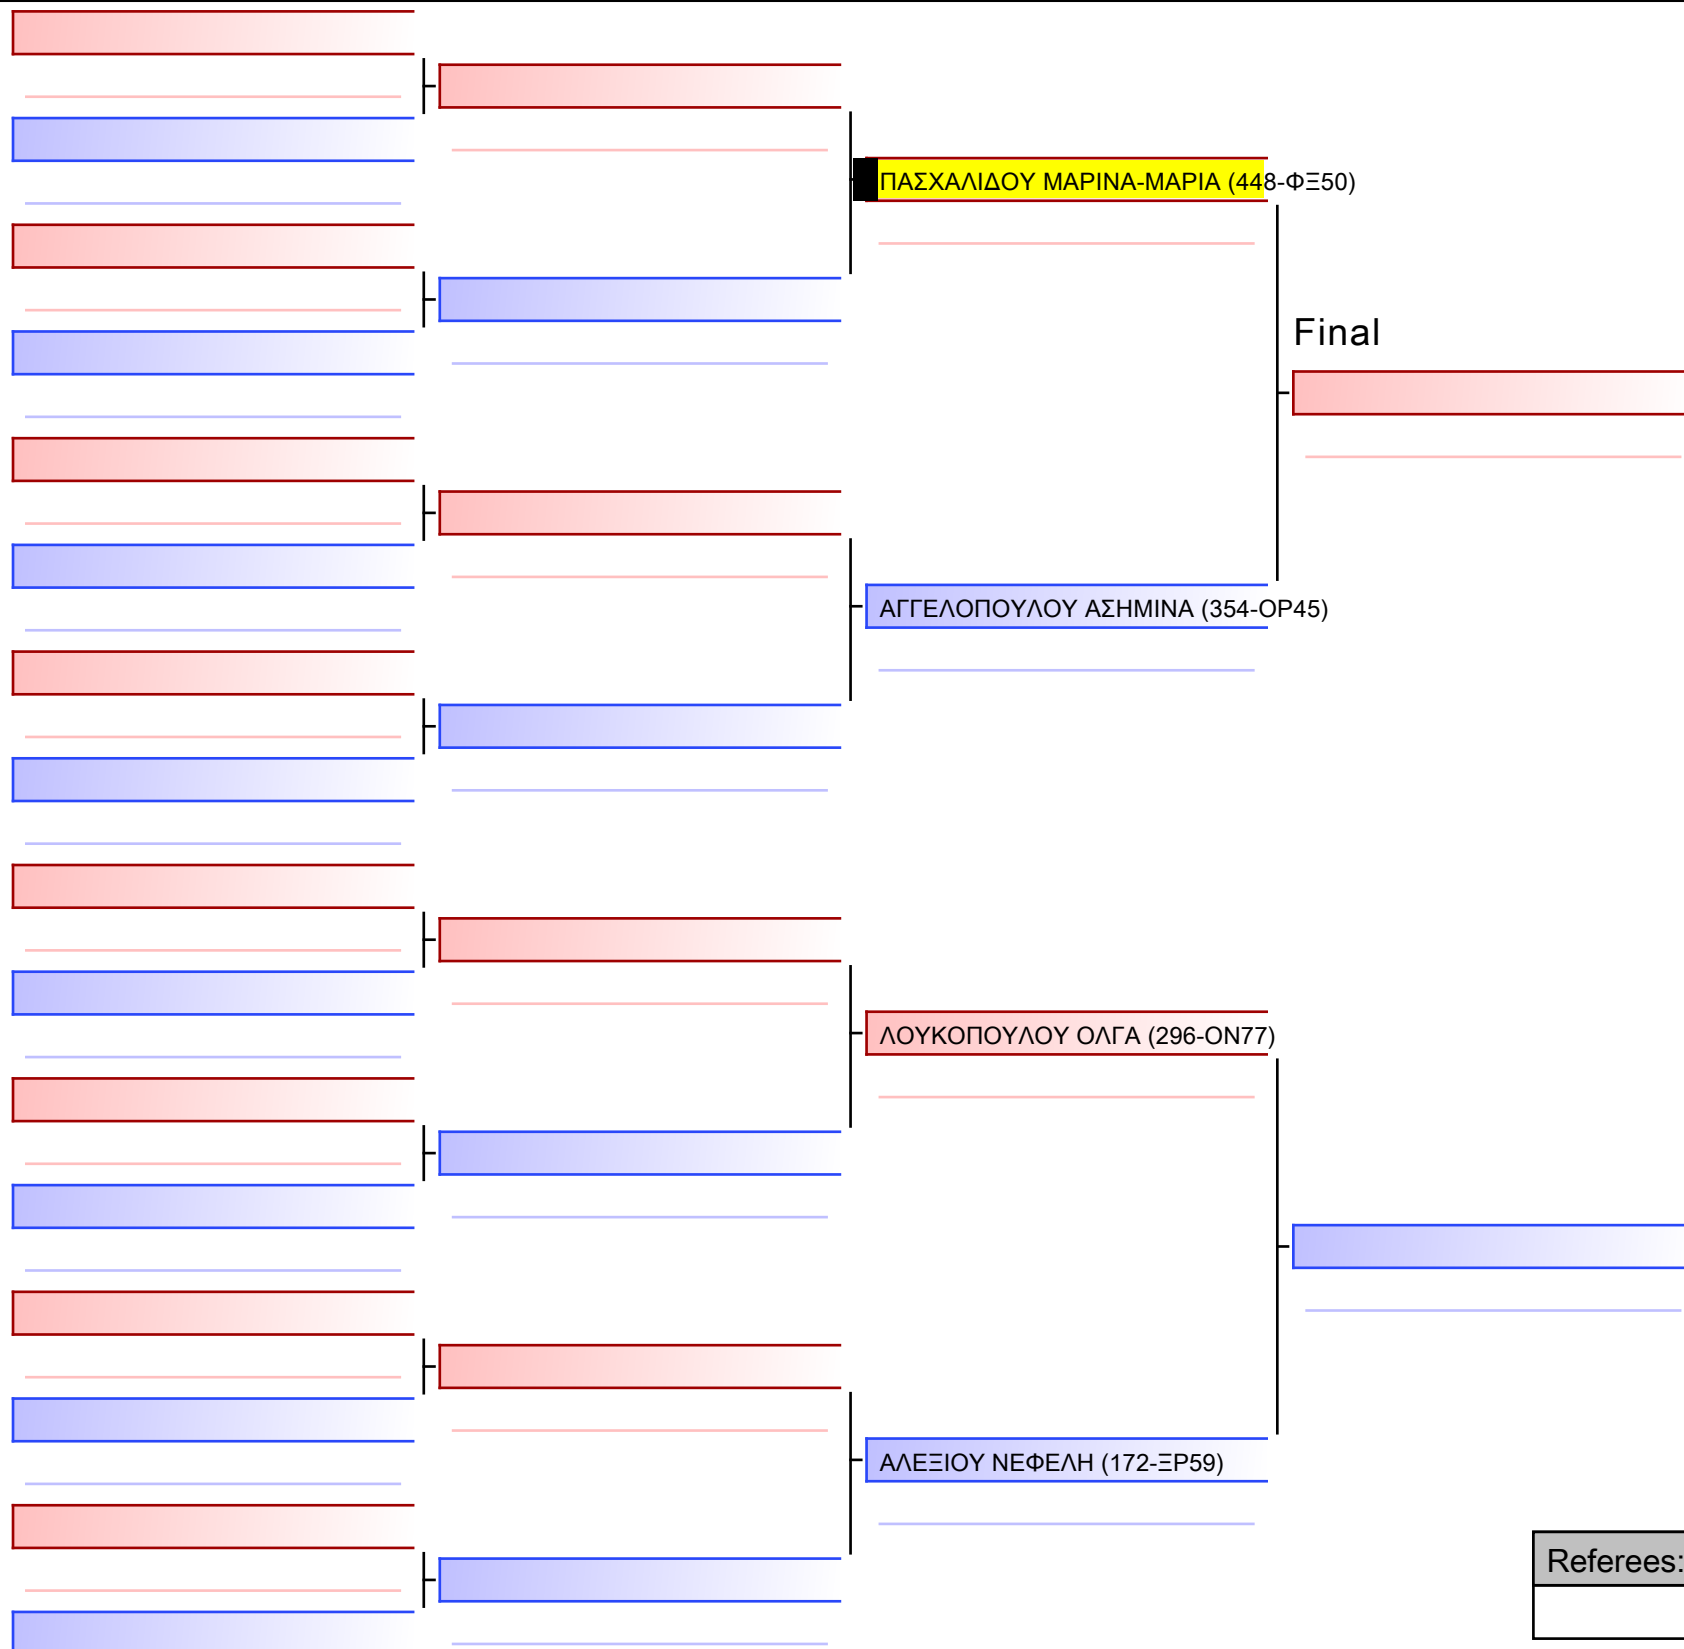 ΠΑΣΧΑΛΙΔΟΥ ΜΑΡΙΝΑ-ΜΑΡΙΑ (448-ΦΞ50)
Final
ΑΓΓΕΛΟΠΟΥΛΟΥ ΑΣΗΜΙΝΑ (354-ΟΡ45)
ΛΟΥΚΟΠΟΥΛΟΥ ΟΛΓΑ (296-ΟΝ77)
ΑΛΕΞΙΟΥ ΝΕΦΕΛΗ (172-ΞΡ59)
Referees: